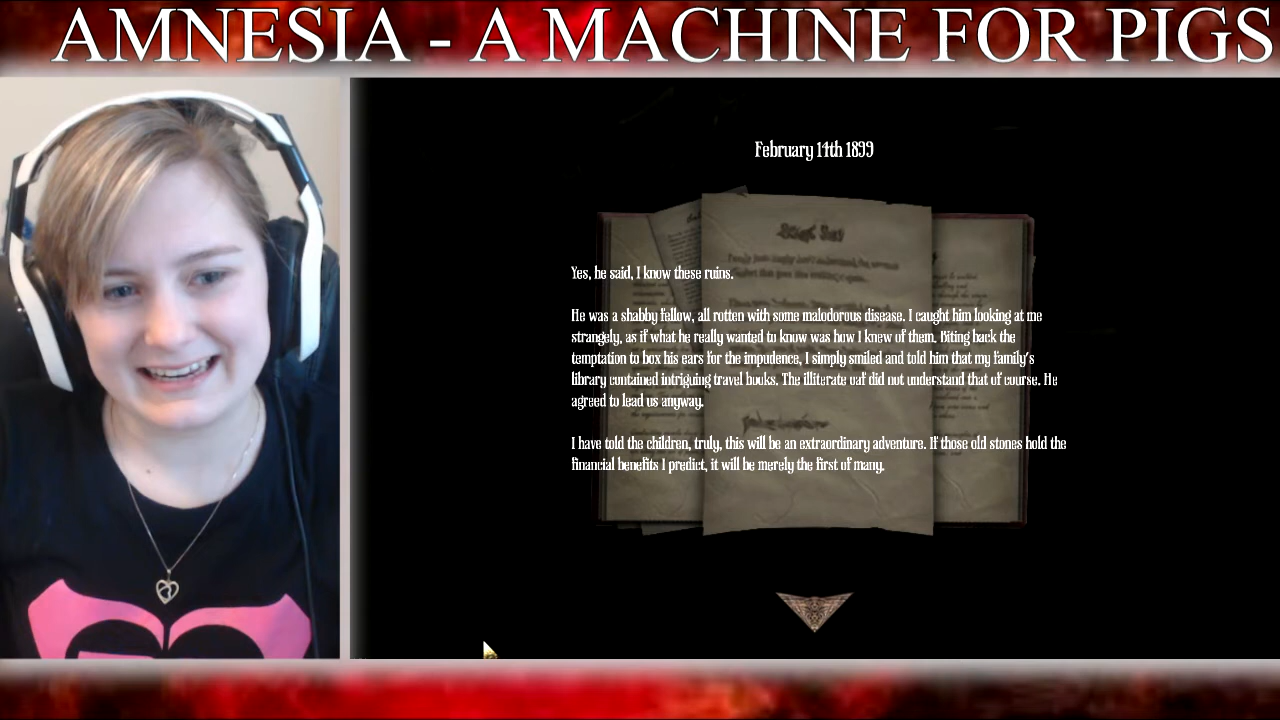 AMNESIA - A MACHINE FOR PIGS
February 14th 1899
Yes, he said, I know these ruins.
He was a shabby fellow, all rotten with some malodorous disease. I caught him looking at me
strangely, as if what he really wanted to know was how I knew of them. Biting back the
temptation to box his ears for the impudence, I simply smiled and told him that my family's
library contained intriguing travel books. The illiterate oaf did not understand that of course. He
agreed to lead us anyway.
I have told the children, truly, this will be an extraordinary adventure. If those old stones hold the
financial benefits I predict, it will be merely the first of many.